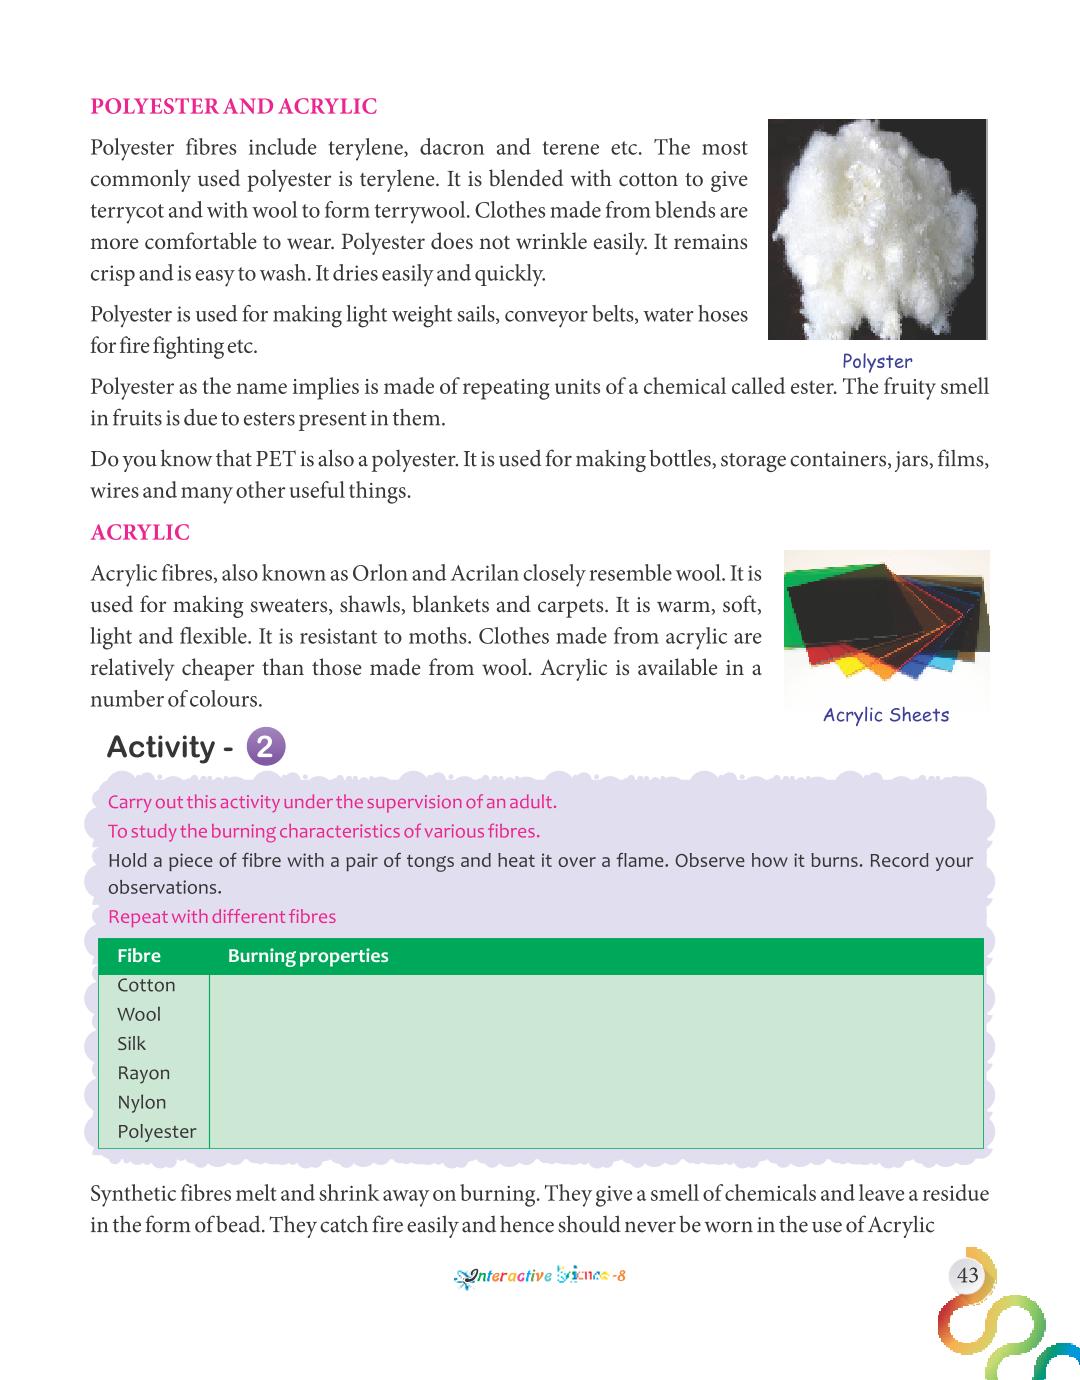 POLYESTER AND ACRYLIC
Polyester fibres include terylene, dacron and terene etc. The most
commonly used polyester is terylene. It is blended with cotton to give
terrycot and with wool to form terrywool. Clothes made from blends are
more comfortable to wear. Polyester does not wrinkle easily. It remains
crisp and is easy to wash. It dries easily and quickly.
Polyester is used for making light weight sails, conveyor belts, water hoses
for fire fighting etc.
Polyster
Polyester as the name implies is made of repeating units of a chemical called ester. The fruity smell
in fruits is due to esters present in them.
Do you know that PET is also a polyester. It is used for making bottles, storage containers, jars, films,
wires and many other useful things.
ACRYLIC
Acrylic fibres, also known as Orlon and Acrilan closely resemble wool. It is
used for making sweaters, shawls, blankets and carpets. It is warm, soft,
light and flexible. It is resistant to moths. Clothes made from acrylic are
relatively cheaper than those made from wool. Acrylic is available in a
number of colours.
Acrylic Sheets
Activity - 2
Carry out this activity under the supervision of an adult.
To study the burning characteristics of various fibres.
Hold a piece of fibre with a pair of tongs and heat it over a flame. Observe how it burns. Record your
observations.
Repeat with different fibres
Fibre Burning properties
Cotton
Wool
Silk
Rayon
Nylon
Polyester
Synthetic fibres melt and shrink away on burning. They give a smell of chemicals and leave a residue
in the form of bead. They catch fire easily and hence should never be worn in the use of Acrylic
Interactive Science -8
43